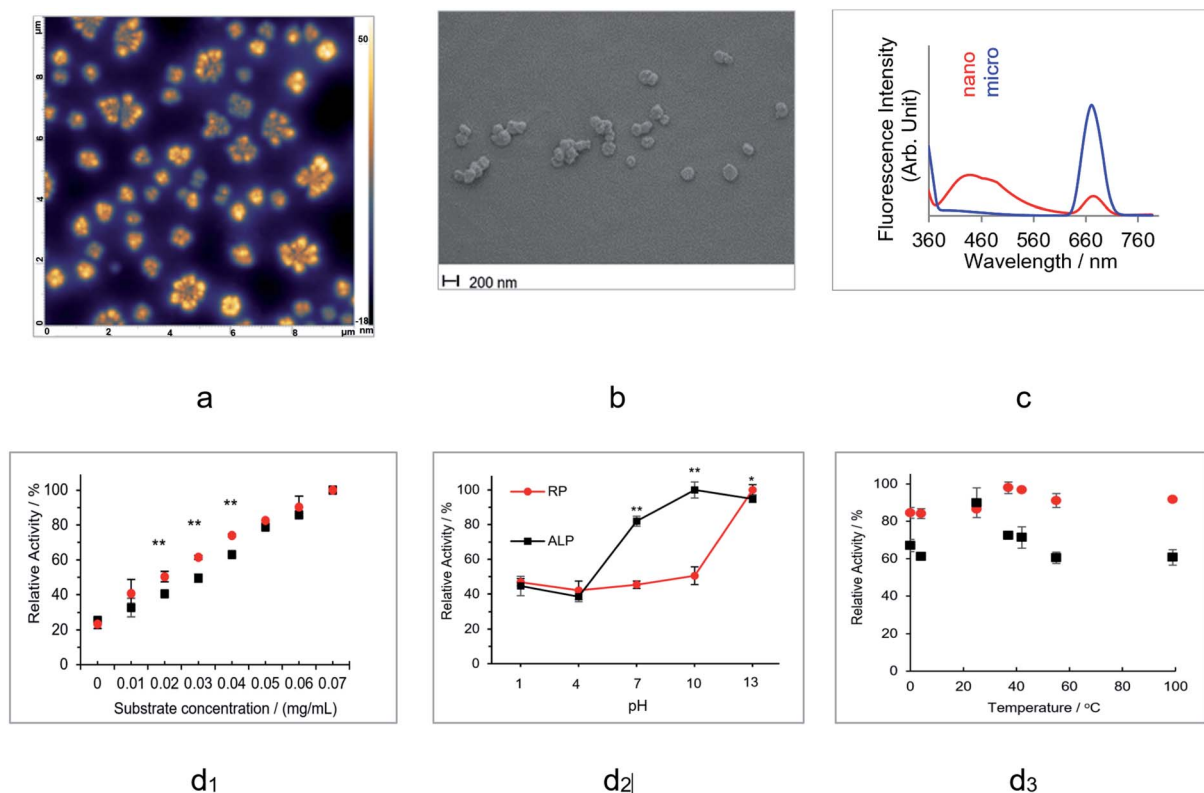 µm
50
8
6
4
2
0
-18
0 2 4 6 8 µm nm
a
200 nm
b
Fluorescence Intensity
(Arb. Unit)
nano
micro
360 460 560 660 760
Wavelength / nm
c
Relative Activity / %
100
80
60
40
20
0
** ** **
0 0.01 0.02 0.03 0.04 0.05 0.06 0.07
Substrate concentration / (mg/mL)
d1
Relative Activity / %
100
80
60
40
20
0
RP
ALP
** ** *
1 4 7 10 13
pH
d2
Relative Activity / %
100
80
60
40
20
0
0 20 40 60 80 100
Temperature / °C
d3